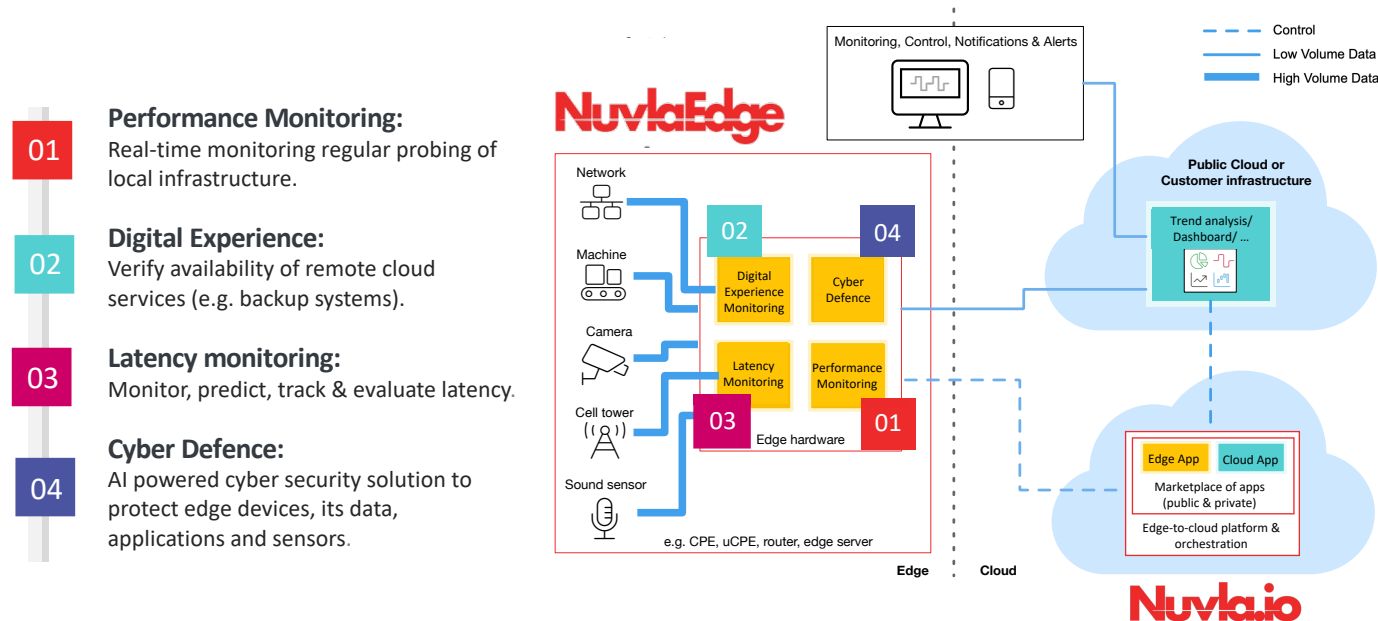 01
Performance Monitoring:
Real-time monitoring regular probing of
local infrastructure.
02
Digital Experience:
Verify availability of remote cloud
services (e.g. backup systems).
03
Latency monitoring:
Monitor, predict, track & evaluate latency.
04
Cyber Defence:
AI powered cyber security solution to
protect edge devices, its data,
applications and sensors.
NuvlaEdge
Monitoring, Control, Notifications & Alerts
Control
Low Volume Data
High Volume Data
Network
Machine
Camera
Cell tower
Sound sensor
02
04
Digital
Experience
Monitoring
Cyber
Defence
Latency
Monitoring
Performance
Monitoring
03
01
Edge hardware
e.g. CPE, uCPE, router, edge server
Edge
Cloud
Public Cloud or
Customer infrastructure
Trend analysis/
Dashboard/ ...
Edge App
Cloud App
Marketplace of apps
(public & private)
Edge-to-cloud platform &
orchestration
Nuvla.io